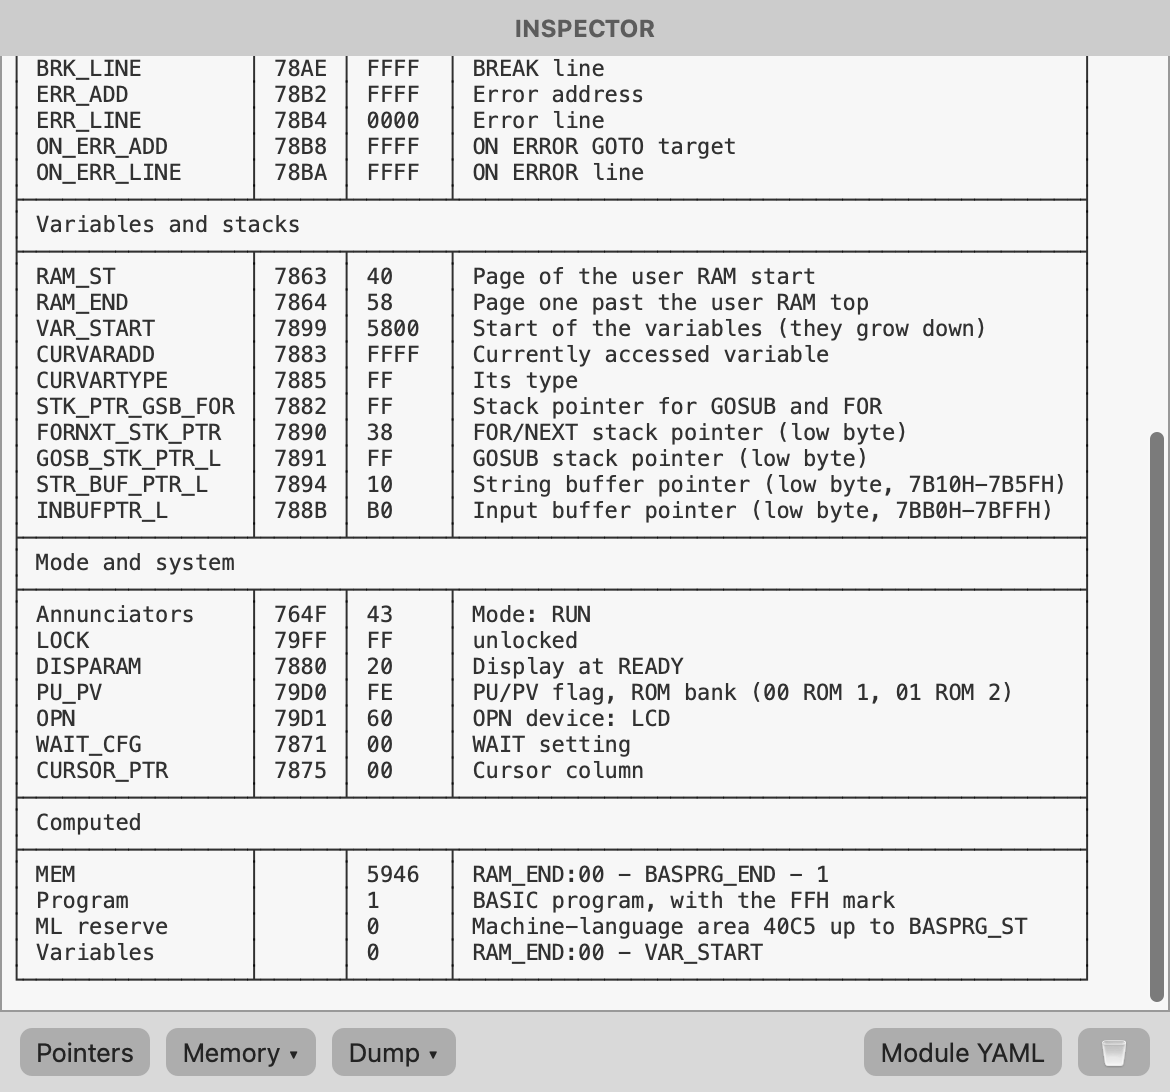 INSPECTOR
BRK_LINE 78AE FFFF BREAK line
ERR_ADD 78B2 FFFF Error address
ERR_LINE 78B4 0000 Error line
ON_ERR_ADD 78B8 FFFF ON ERROR GOTO target
ON_ERR_LINE 78BA FFFF ON ERROR line
Variables and stacks
RAM_ST 7863 40 Page of the user RAM start
RAM_END 7864 58 Page one past the user RAM top
VAR_START 7899 5800 Start of the variables (they grow down)
CURVARADD 7883 FFFF Currently accessed variable
CURVARTYPE 7885 FF Its type
STK_PTR_GSB_FOR 7882 FF Stack pointer for GOSUB and FOR
FORNXT_STK_PTR 7890 38 FOR/NEXT stack pointer (low byte)
GOSB_STK_PTR_L 7891 FF GOSUB stack pointer (low byte)
STR_BUF_PTR_L 7894 10 String buffer pointer (low byte, 7B10H–7B5FH)
INBUFPTR_L 788B B0 Input buffer pointer (low byte, 7BB0H–7BFFH)
Mode and system
Annunciators 764F 43 Mode: RUN
LOCK 79FF FF unlocked
DISPARAM 7880 20 Display at READY
PU_PV 79D0 FE PU/PV flag, ROM bank (00 ROM 1, 01 ROM 2)
OPN 79D1 60 OPN device: LCD
WAIT_CFG 7871 00 WAIT setting
CURSOR_PTR 7875 00 Cursor column
Computed
MEM 5946 RAM_END:00 − BASPRG_END − 1
Program 1 BASIC program, with the FFH mark
ML reserve 0 Machine–language area 40C5 up to BASPRG_ST
Variables 0 RAM_END:00 − VAR_START
Pointers Memory ▾ Dump ▾ Module YAML